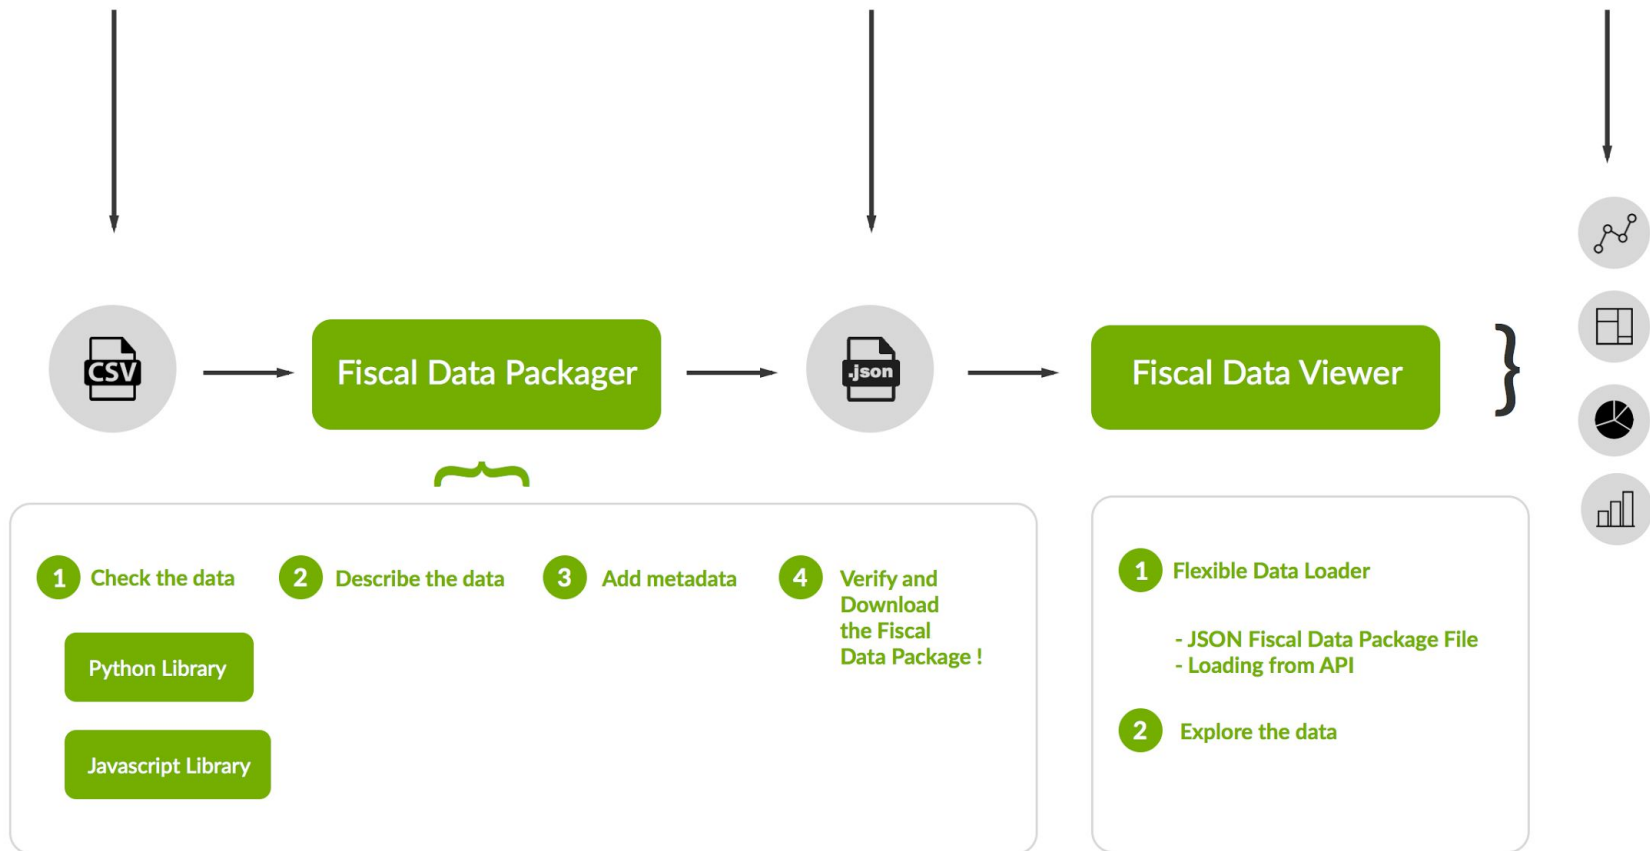 CSV
Fiscal Data Packager
.json
Fiscal Data Viewer
1 Check the data
Python Library
Javascript Library
2 Describe the data
3 Add metadata
4 Verify and
Download
the Fiscal
Data Package !
1 Flexible Data Loader
- JSON Fiscal Data Package File
- Loading from API
2 Explore the data